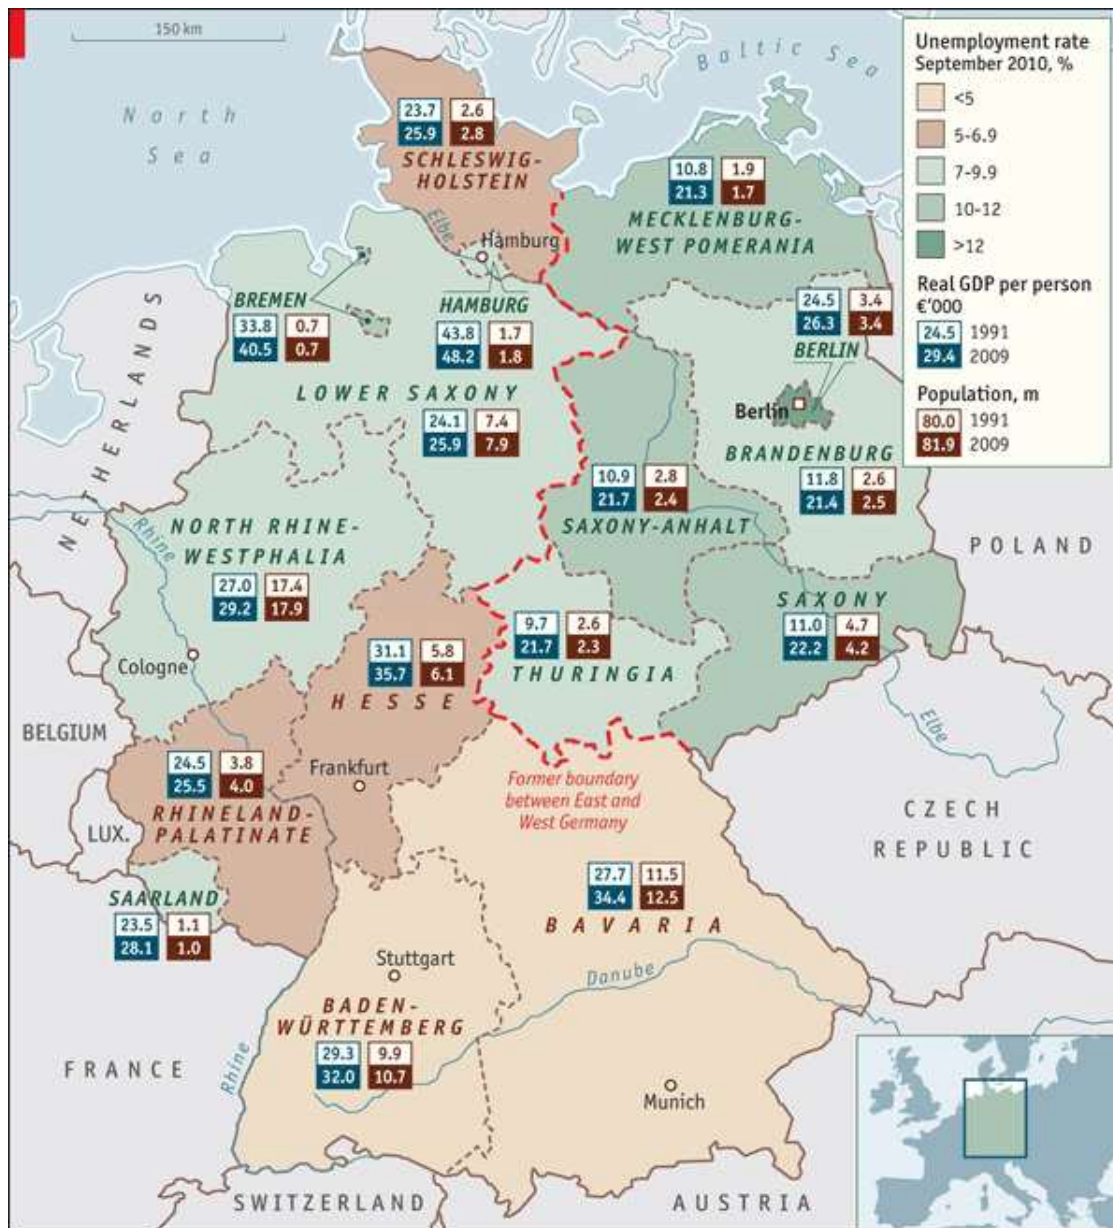 150 km
North
Sea
Baltic Sea
Unemployment rate
September 2010, %
<5
5-6.9
7-9.9
10-12
>12
Real GDP per person
€'000
24.5 1991
29.4 2009
Population, m
80.0 1991
81.9 2009
23.7 2.6
25.9 2.8
SCHLESWIG-
HOLSTEIN
10.8 1.9
21.3 1.7
MECKLENBURG-
WEST POMERANIA
Elbe
Hamburg
BREMEN
33.8 0.7
40.5 0.7
HAMBURG
43.8 1.7
48.2 1.8
24.5 3.4
26.3 3.4
BERLIN
Berlin
NETHERLANDS
LOWER SAXONY
24.1 7.4
25.9 7.9
BRANDENBURG
11.8 2.6
21.4 2.5
10.9 2.8
21.7 2.4
SAXONY-ANHALT
Rhine
NORTH RHINE-
WESTPHALIA
27.0 17.4
29.2 17.9
POLAND
SAXONY
11.0 4.7
22.2 4.2
9.7 2.6
21.7 2.3
THURINGIA
Cologne
31.1 5.8
35.7 6.1
HESSE
BELGIUM
Elbe
Frankfurt
24.5 3.8
25.5 4.0
RHINELAND-
PALATINATE
LUX.
Former boundary
between East and
West Germany
CZECH
REPUBLIC
SAARLAND
23.5 1.1
28.1 1.0
27.7 11.5
34.4 12.5
BAVARIA
Stuttgart
Danube
BADEN-
WÜRTTEMBERG
29.3 9.9
32.0 10.7
FRANCE
Rhine
Munich
SWITZERLAND
AUSTRIA